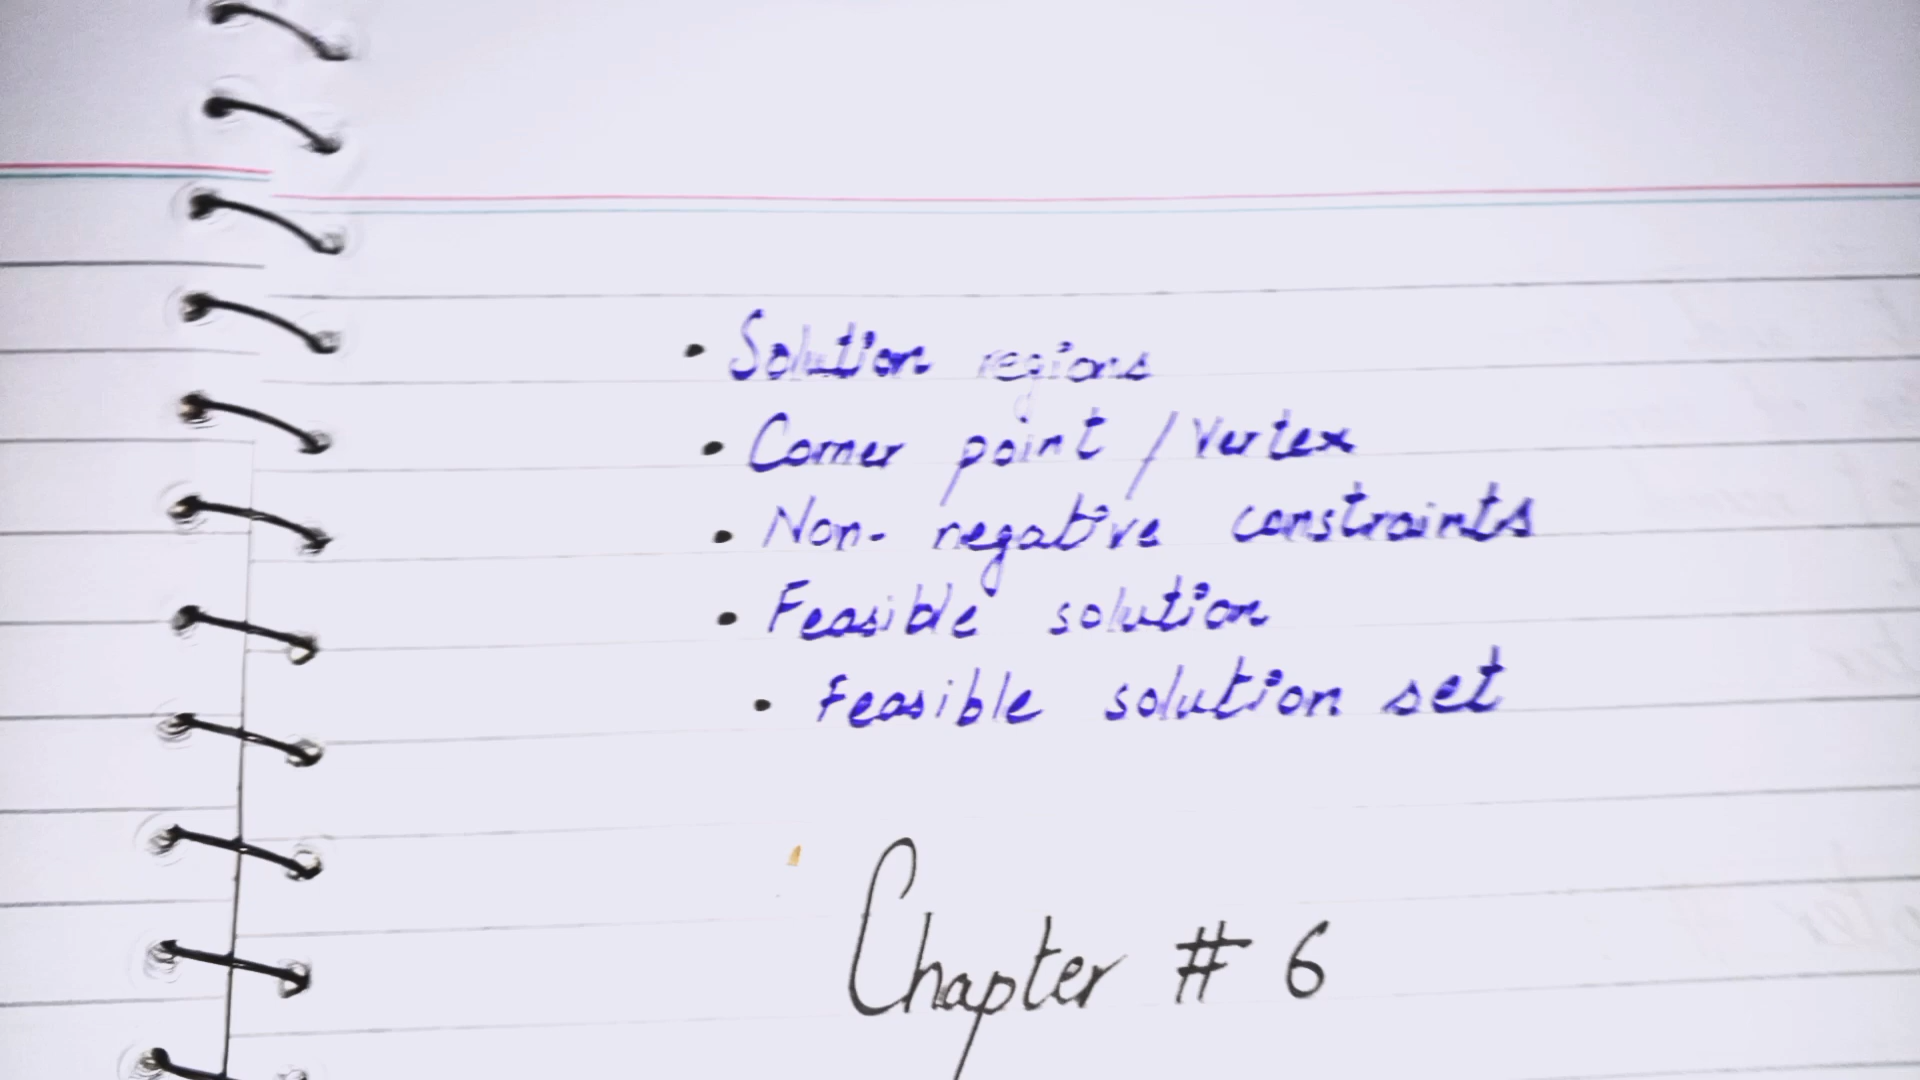 • Solution regions
• Corner point / Vertex
• Non-negative constraints
• Feasible solution
• Feasible solution set
Chapter # 6